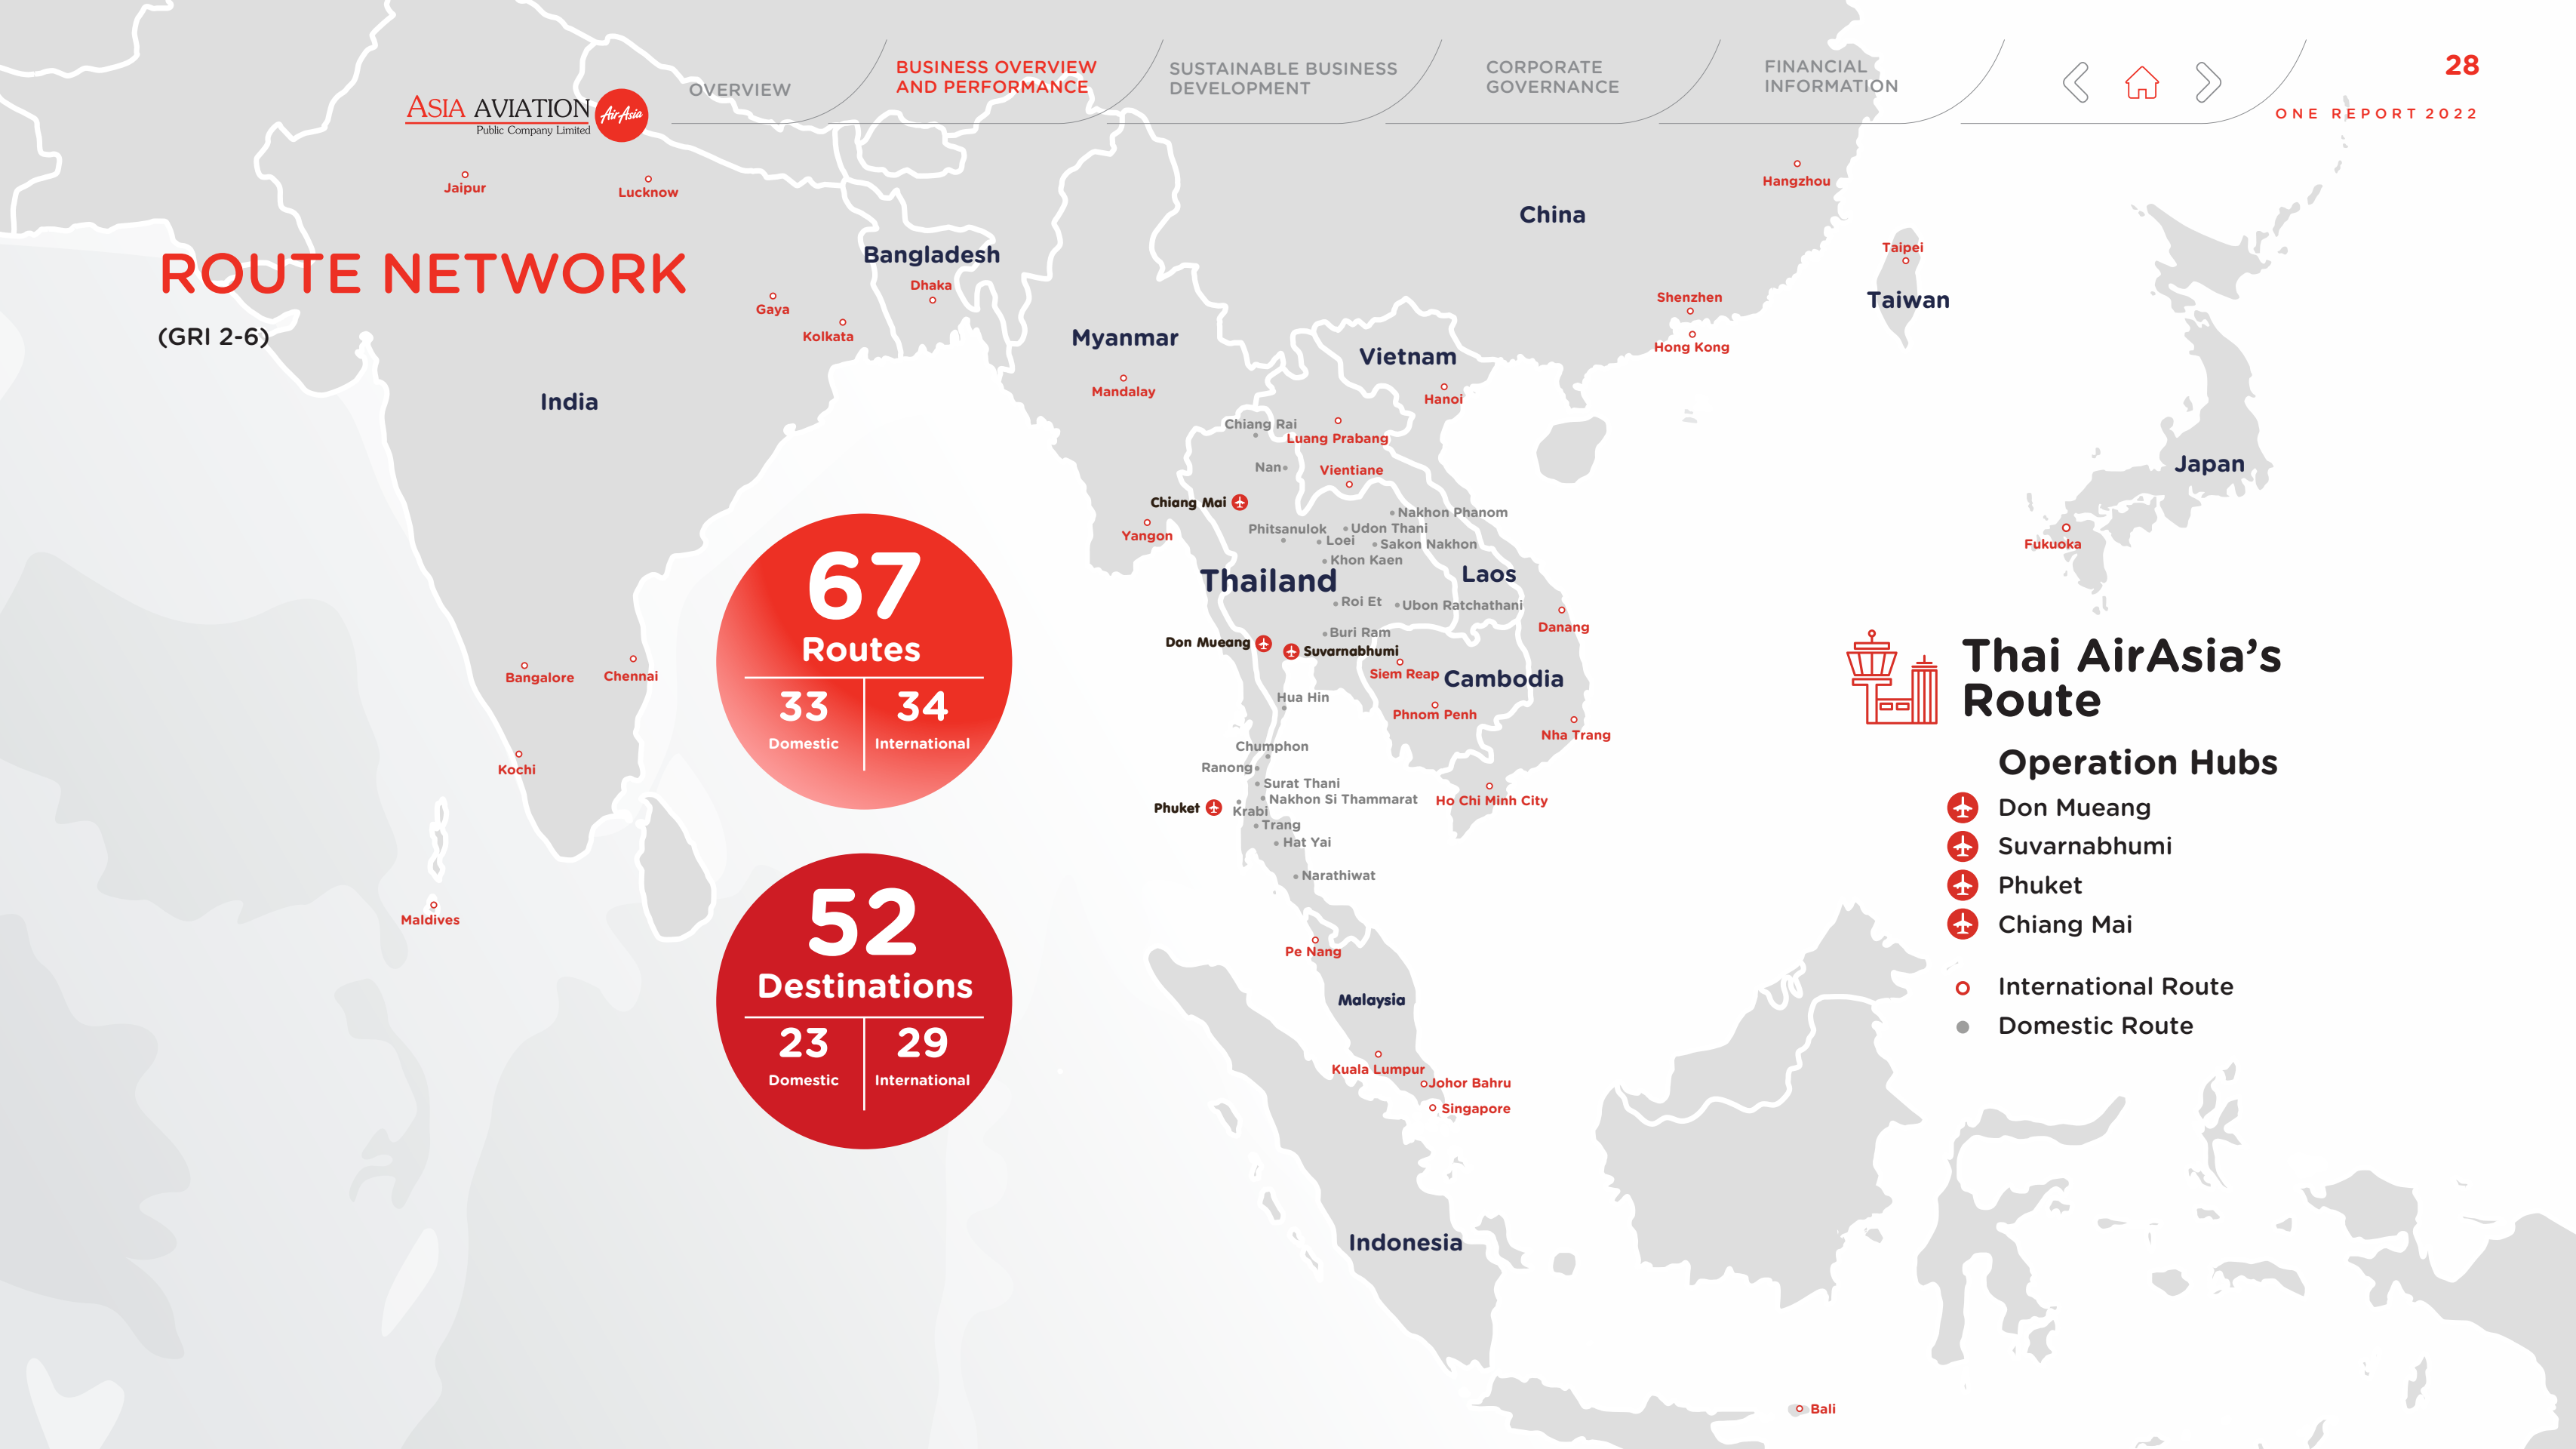 ASIA AVIATION
Public Company Limited
AirAsia
OVERVIEW
BUSINESS OVERVIEW
AND PERFORMANCE
SUSTAINABLE BUSINESS
DEVELOPMENT
CORPORATE
GOVERNANCE
FINANCIAL
INFORMATION
28
ONE REPORT 2022
ROUTE NETWORK
(GRI 2-6)
Jaipur
Lucknow
Hangzhou
China
Taipei
Taiwan
Bangladesh
Dhaka
Gaya
Kolkata
Shenzhen
Hong Kong
Myanmar
Mandalay
Vietnam
Hanoi
India
Chiang Rai
Luang Prabang
Nan
Vientiane
Japan
Chiang Mai
Yangon
Nakhon Phanom
Phitsanulok
Udon Thani
Loei
Sakon Nakhon
Khon Kaen
Fukuoka
Thailand
Laos
Roi Et
Ubon Ratchathani
Danang
Buri Ram
Don Mueang
Suvarnabhumi
Siem Reap
Cambodia
Hua Hin
Phnom Penh
Nha Trang
Bangalore
Chennai
Kochi
Chumphon
Ranong
Surat Thani
Nakhon Si Thammarat
Ho Chi Minh City
Phuket
Krabi
Trang
Hat Yai
Narathiwat
Maldives
Pe Nang
Malaysia
Kuala Lumpur
Johor Bahru
Singapore
Indonesia
Bali
67
Routes
33
Domestic
34
International
52
Destinations
23
Domestic
29
International
Thai AirAsia’s
Route
Operation Hubs
Don Mueang
Suvarnabhumi
Phuket
Chiang Mai
International Route
Domestic Route